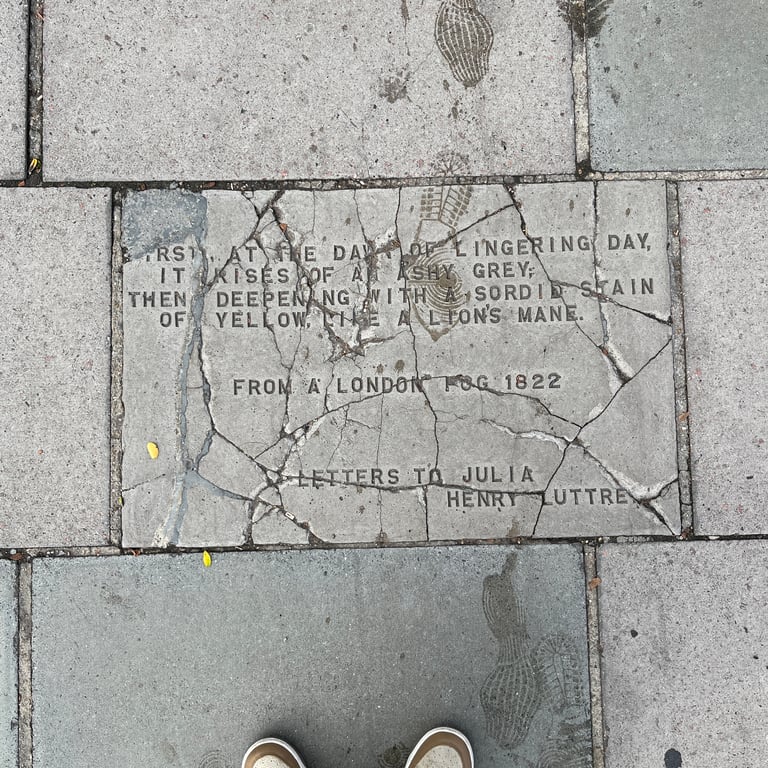 FIRST, AT THE DAWN OF LINGERING DAY,
IT RISES OF AN ASHY GREY;
THEN DEEPENING WITH A SORDID STAIN
OF YELLOW, LIKE A LION'S MANE.
FROM A LONDON FOG 1822
LETTERS TO JULIA
HENRY LUTTRE